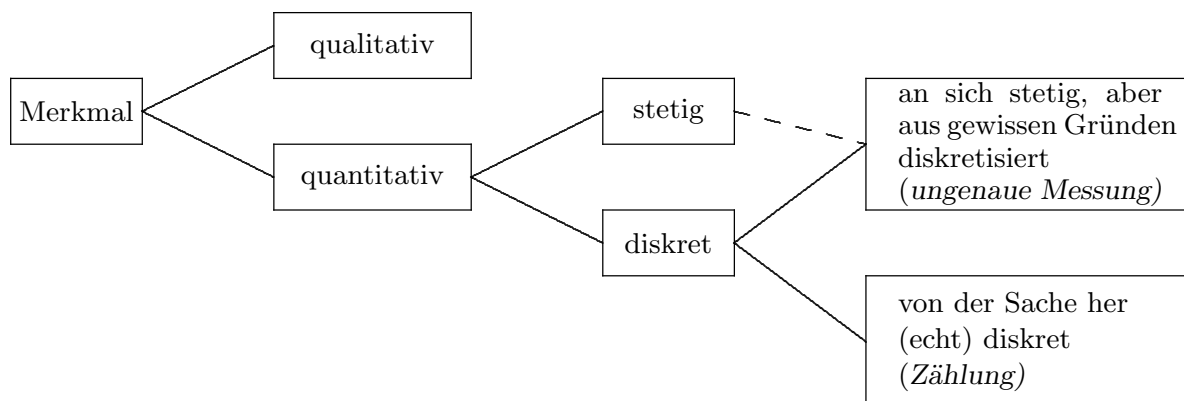 qualitativ
Merkmal
quantitativ
stetig
diskret
an sich stetig, aber
aus gewissen Gründen
diskretisiert
(ungenaue Messung)
von der Sache her
(echt) diskret
(Zählung)